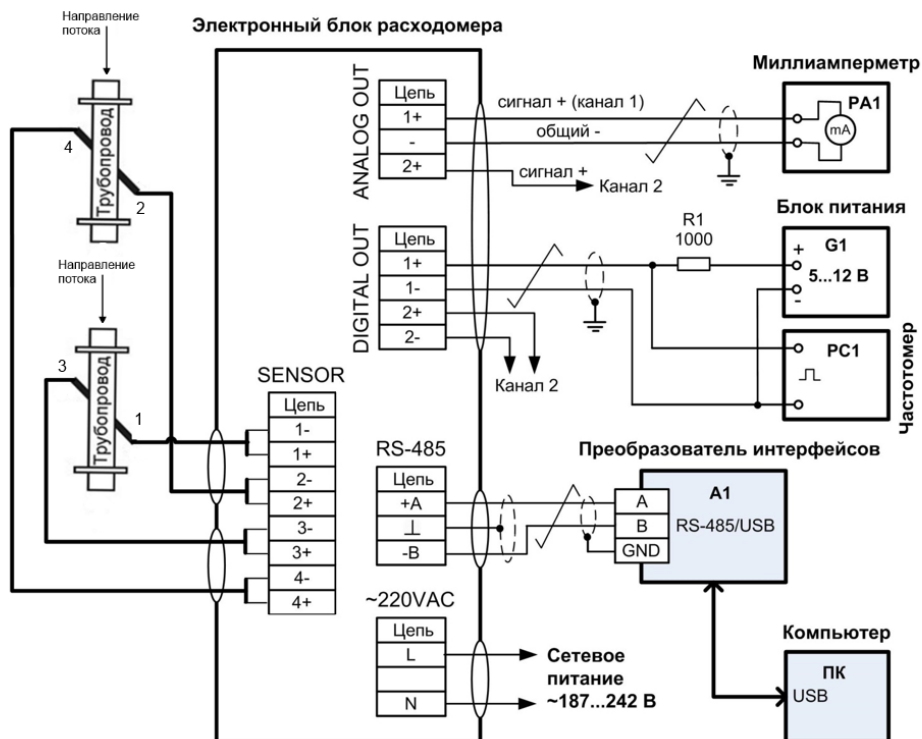 Направление
потока
Электронный блок расходомера
4
2
Трубопровод
Направление
потока
3
1
Трубопровод
SENSOR
Цепь
1-
1+
2-
2+
3-
3+
4-
4+
ANALOG OUT
Цепь
1+
-
2+
сигнал + (канал 1)
общий -
сигнал +
Канал 2
Миллиамперметр
PA1
mA
DIGITAL OUT
Цепь
1+
1-
2+
2-
Канал 2
R1
1000
Блок питания
G1
+
5...12 В
-
PC1
Частотомер
RS-485
Цепь
+A
⊥
-B
Преобразователь интерфейсов
A
B
GND
A1
RS-485/USB
~220VAC
Цепь
L
N
Сетевое
питание
~187...242 В
Компьютер
ПК
USB